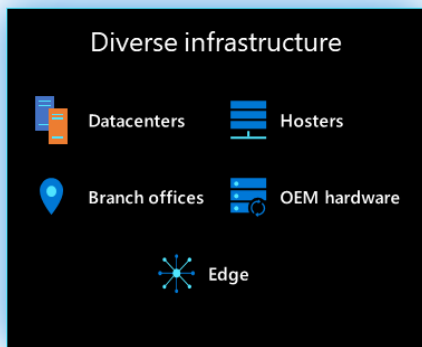 Diverse infrastructure
Datacenters
Hosters
Branch offices
OEM hardware
Edge